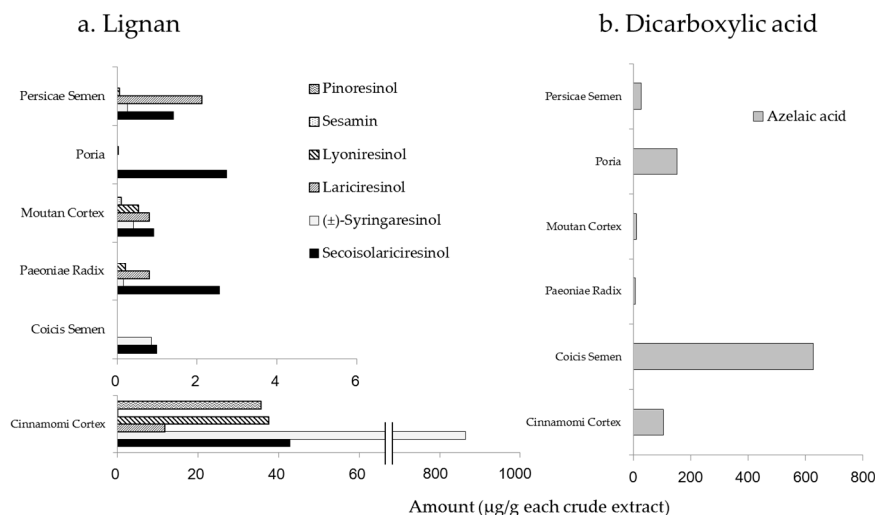 a. Lignan
b. Dicarboxylic acid
Persicae Semen
Poria
Moutan Cortex
Paeoniae Radix
Coicis Semen
0 2 4 6
Cinnamomi Cortex
0 20 40 60 800 1000
Pinoresinol
Sesamin
Lyoniresinol
Lariciresinol
(±)-Syringaresinol
Secoisolariciresinol
Persicae Semen
Poria
Moutan Cortex
Paeoniae Radix
Coicis Semen
Cinnamomi Cortex
0 200 400 600 800
Azelaic acid
Amount (μg/g each crude extract)